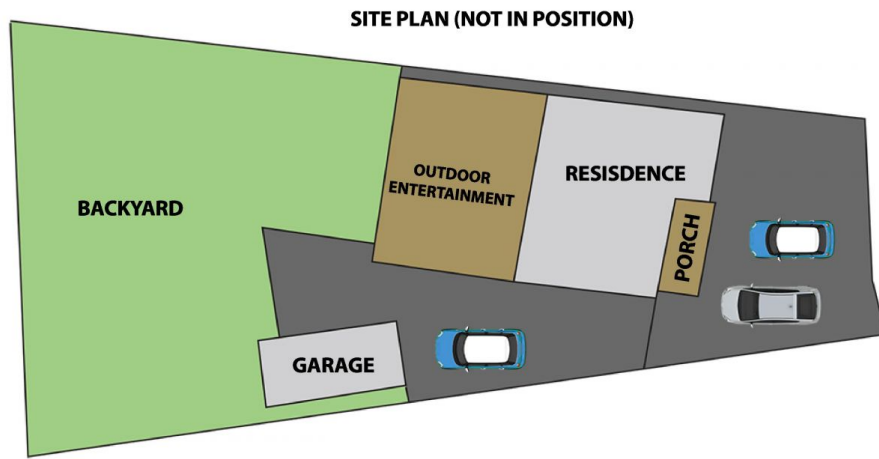 SITE PLAN (NOT IN POSITION)
OUTDOOR
ENTERTAINMENT
RESISDENCE
BACKYARD
PORCH
GARAGE